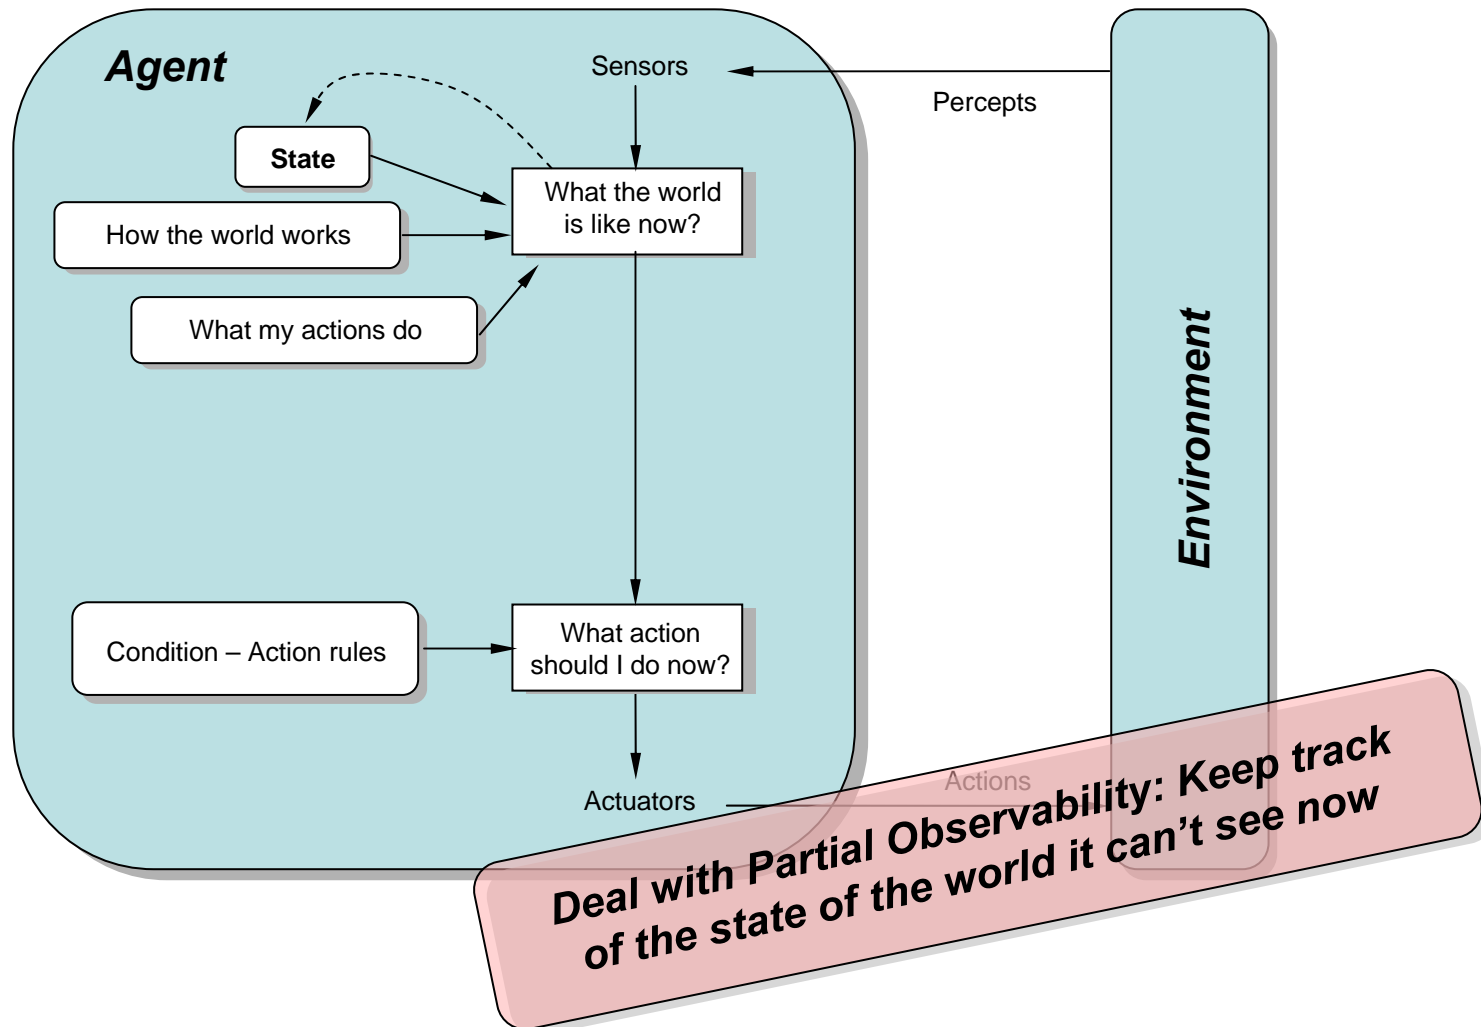 Agent
Sensors
Percepts
State
What the world
is like now?
How the world works
What my actions do
Environment
Condition – Action rules
What action
should I do now?
Actuators
Actions
Deal with Partial Observability: Keep track
of the state of the world it can’t see now